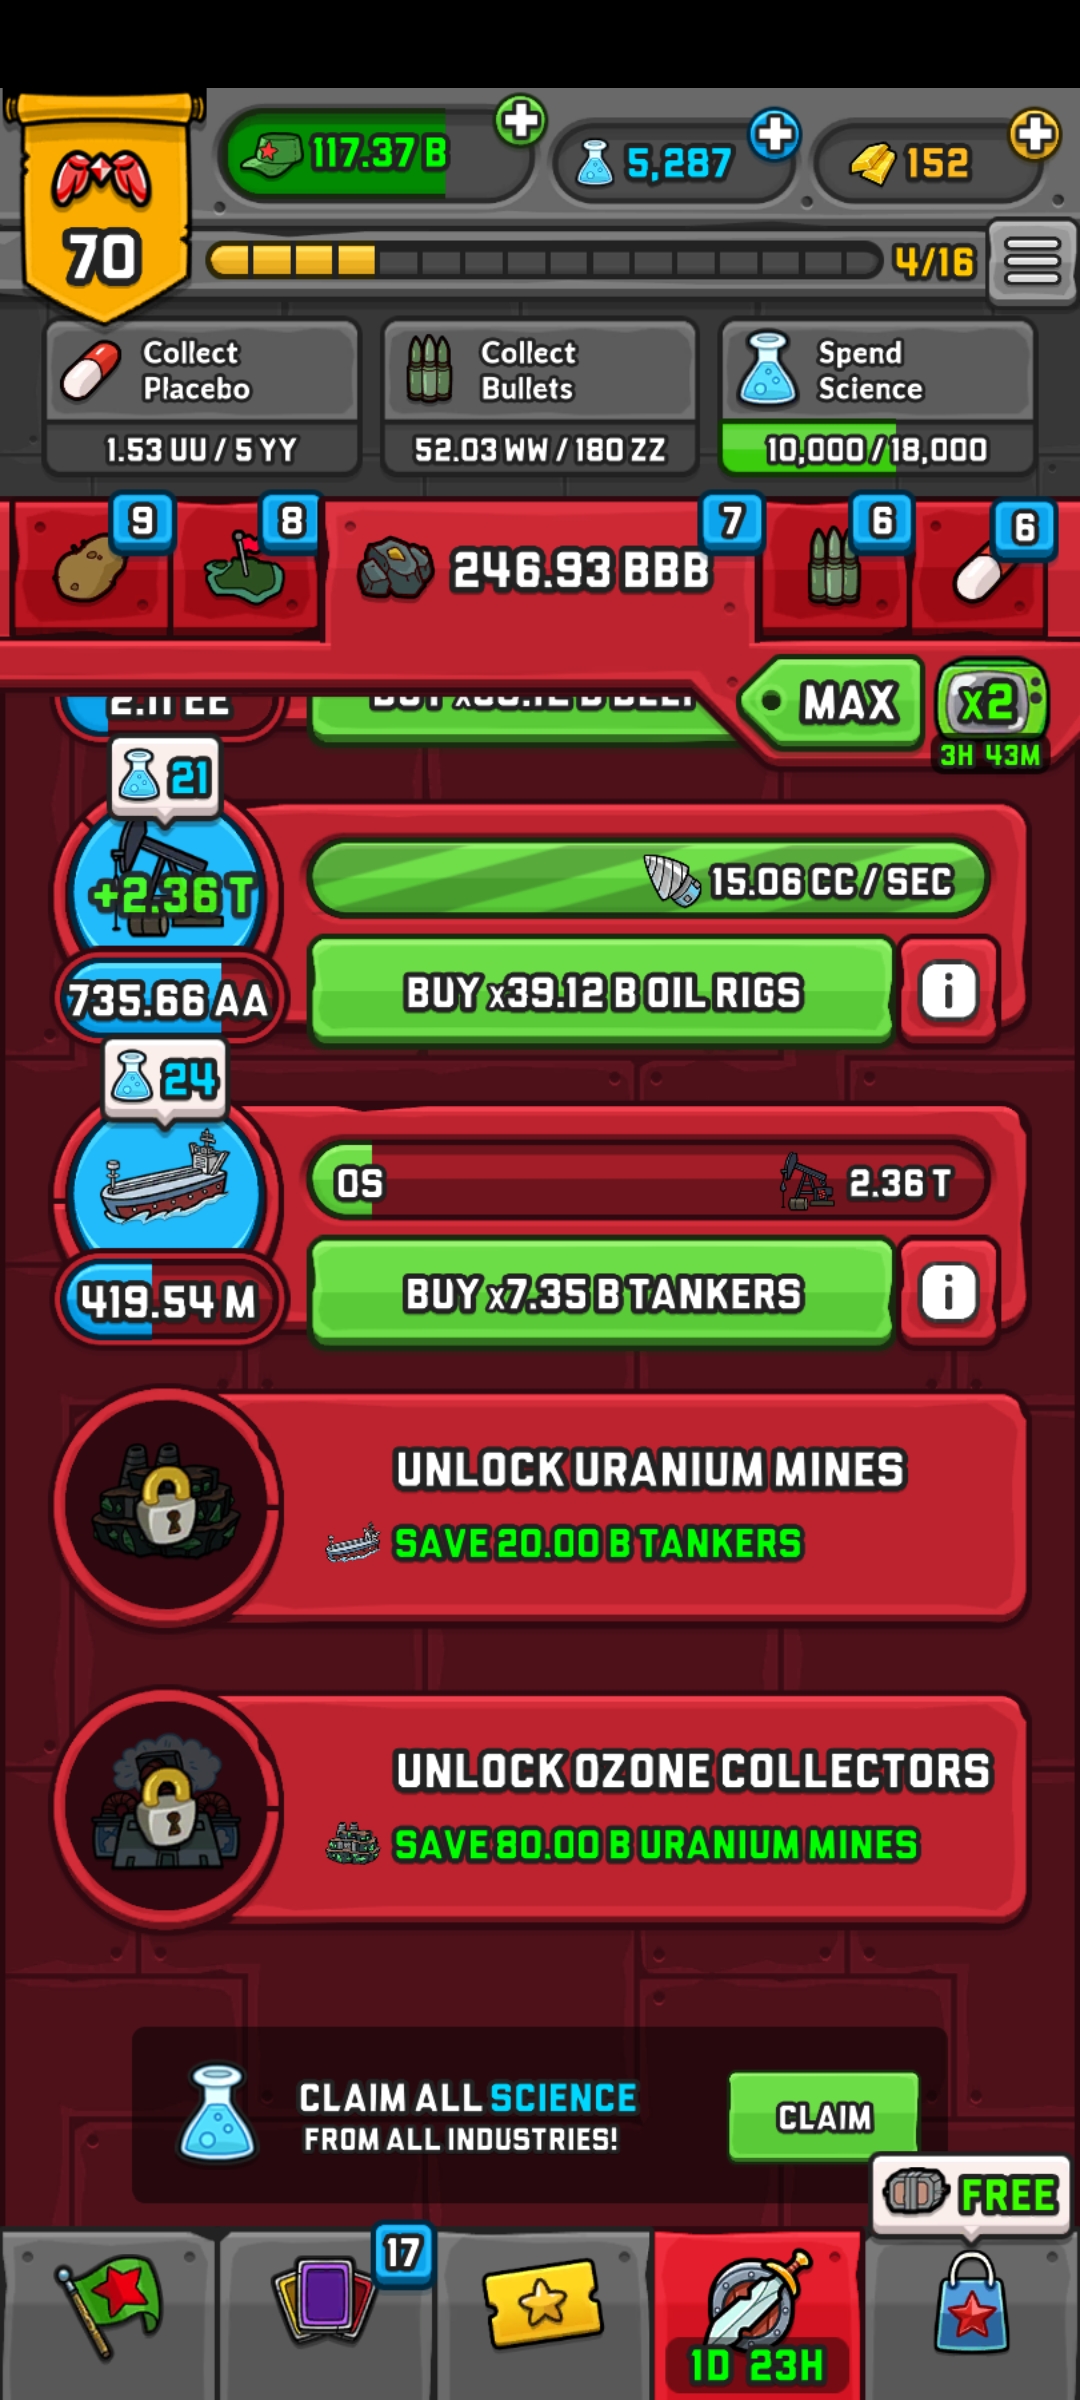 117.37 B
5,287
152
70
4/16
Collect
Placebo
Collect
Bullets
Spend
Science
1.53 UU / 5 YY
52.03 WW / 180 ZZ
10,000 / 18,000
9
8
246.93 BBB
7
6
6
MAX
x2
3H 43M
2.11 EE
21
+2.36 T
15.06 CC / SEC
735.66 AA
BUY x39.12 B OIL RIGS
i
24
0S
2.36 T
419.54 M
BUY x7.35 B TANKERS
i
UNLOCK URANIUM MINES
SAVE 20.00 B TANKERS
UNLOCK OZONE COLLECTORS
SAVE 80.00 B URANIUM MINES
CLAIM ALL SCIENCE
FROM ALL INDUSTRIES!
CLAIM
FREE
17
1D 23H